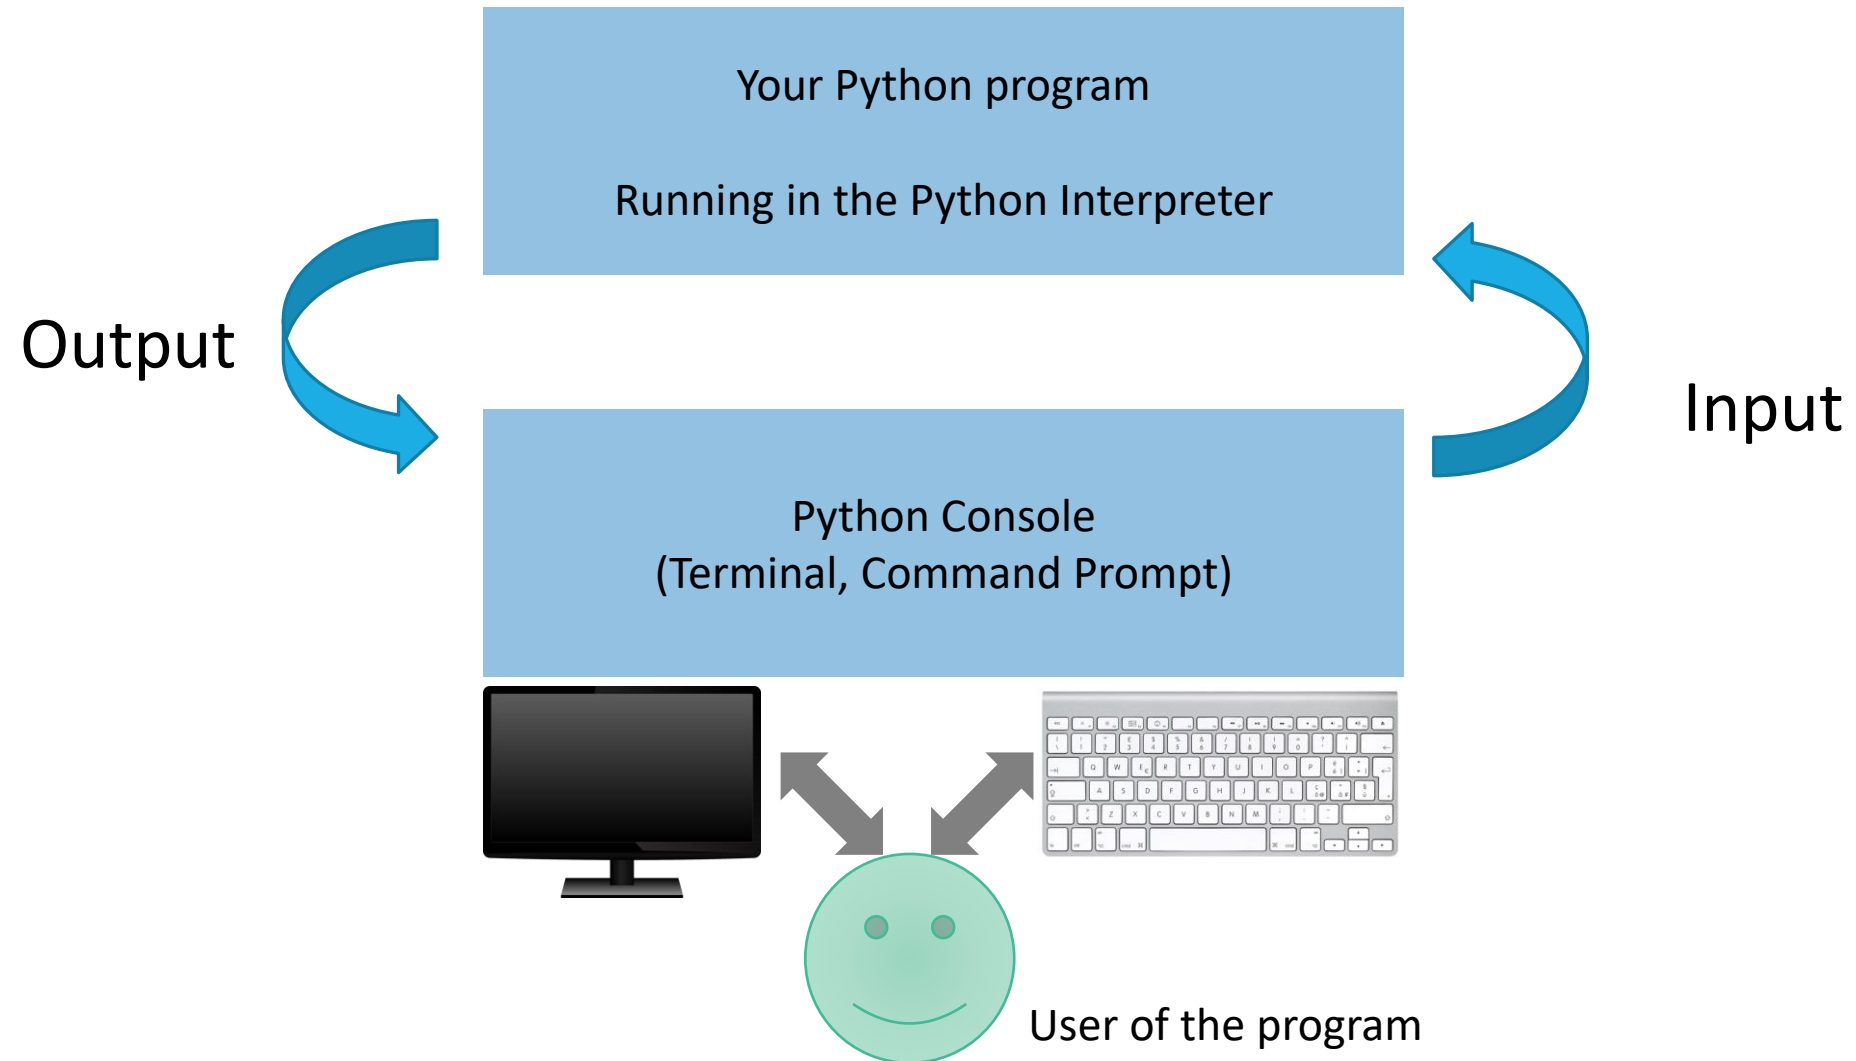 Your Python program
Running in the Python Interpreter
Output
Input
Python Console
(Terminal, Command Prompt)
User of the program